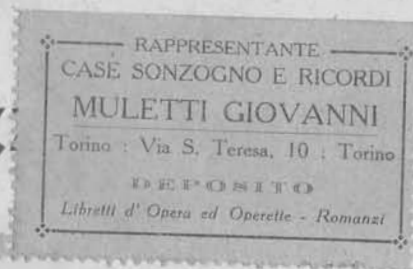 RAPPRESENTANTE
CASE SONZOGNO E RICORDI
MULETTI GIOVANNI
Torino : Via S. Teresa, 10 : Torino
DEPOSITO
Libretti d' Opera ed Operette - Romanzi